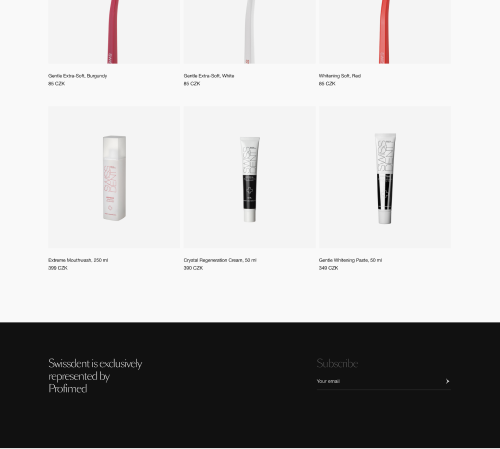 Gentle Extra-Soft, Burgundy
85 CZK
Gentle Extra-Soft, White
85 CZK
Whitening Soft, Red
85 CZK
Extreme Mouthwash, 250 ml
399 CZK
Crystal Regeneration Cream, 50 ml
390 CZK
Gentle Whitening Paste, 50 ml
349 CZK
Swissdent is exclusively
represented by
Profimed
Subscribe
Your email